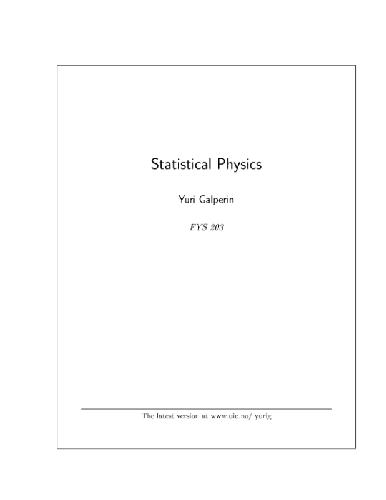 Statistical Physics
Yuri Galperin
FYS 203
The latest version at www.uio.no/ yurig